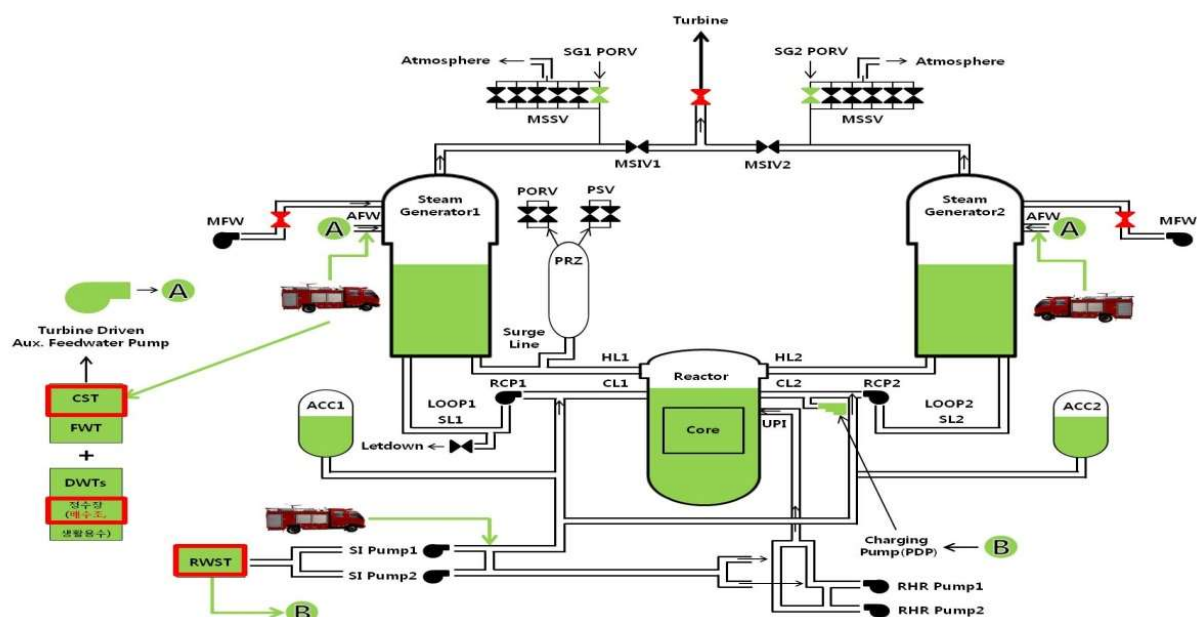 Turbine
SG1 PORV
SG2 PORV
Atmosphere
Atmosphere
MSSV
MSSV
MSIV1
MSIV2
Steam
Generator1
PORV
PSV
Steam
Generator2
MFW
AFW
A
AFW
A
MFW
PRZ
A
Turbine Driven
Aux. Feedwater Pump
Surge
Line
HL1
HL2
Reactor
CST
FWT
+
DWTs
정수장
(매수조,
생활용수)
ACC1
LOOP1
SL1
RCP1
CL1
CL2
RCP2
LOOP2
SL2
ACC2
Letdown
Core
UPI
Charging
Pump(PDP)
B
RWST
SI Pump1
SI Pump2
RHR Pump1
RHR Pump2
B